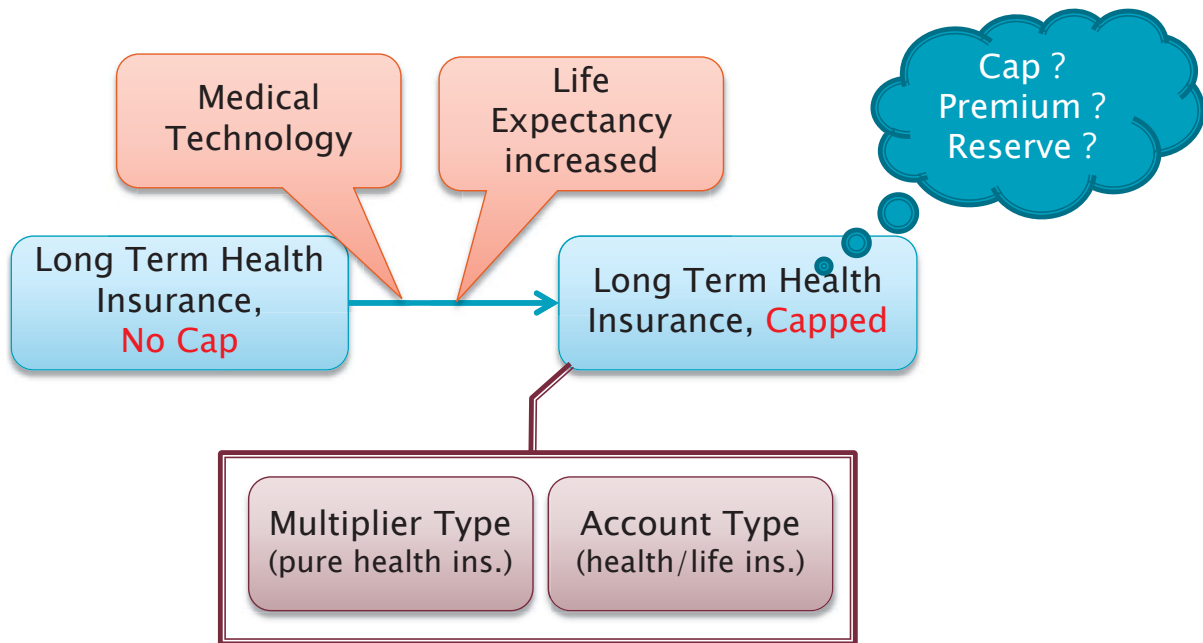 Medical
Technology
Life
Expectancy
increased
Cap ?
Premium ?
Reserve ?
Long Term Health
Insurance,
No Cap
Long Term Health
Insurance, Capped
Multiplier Type
(pure health ins.)
Account Type
(health/life ins.)